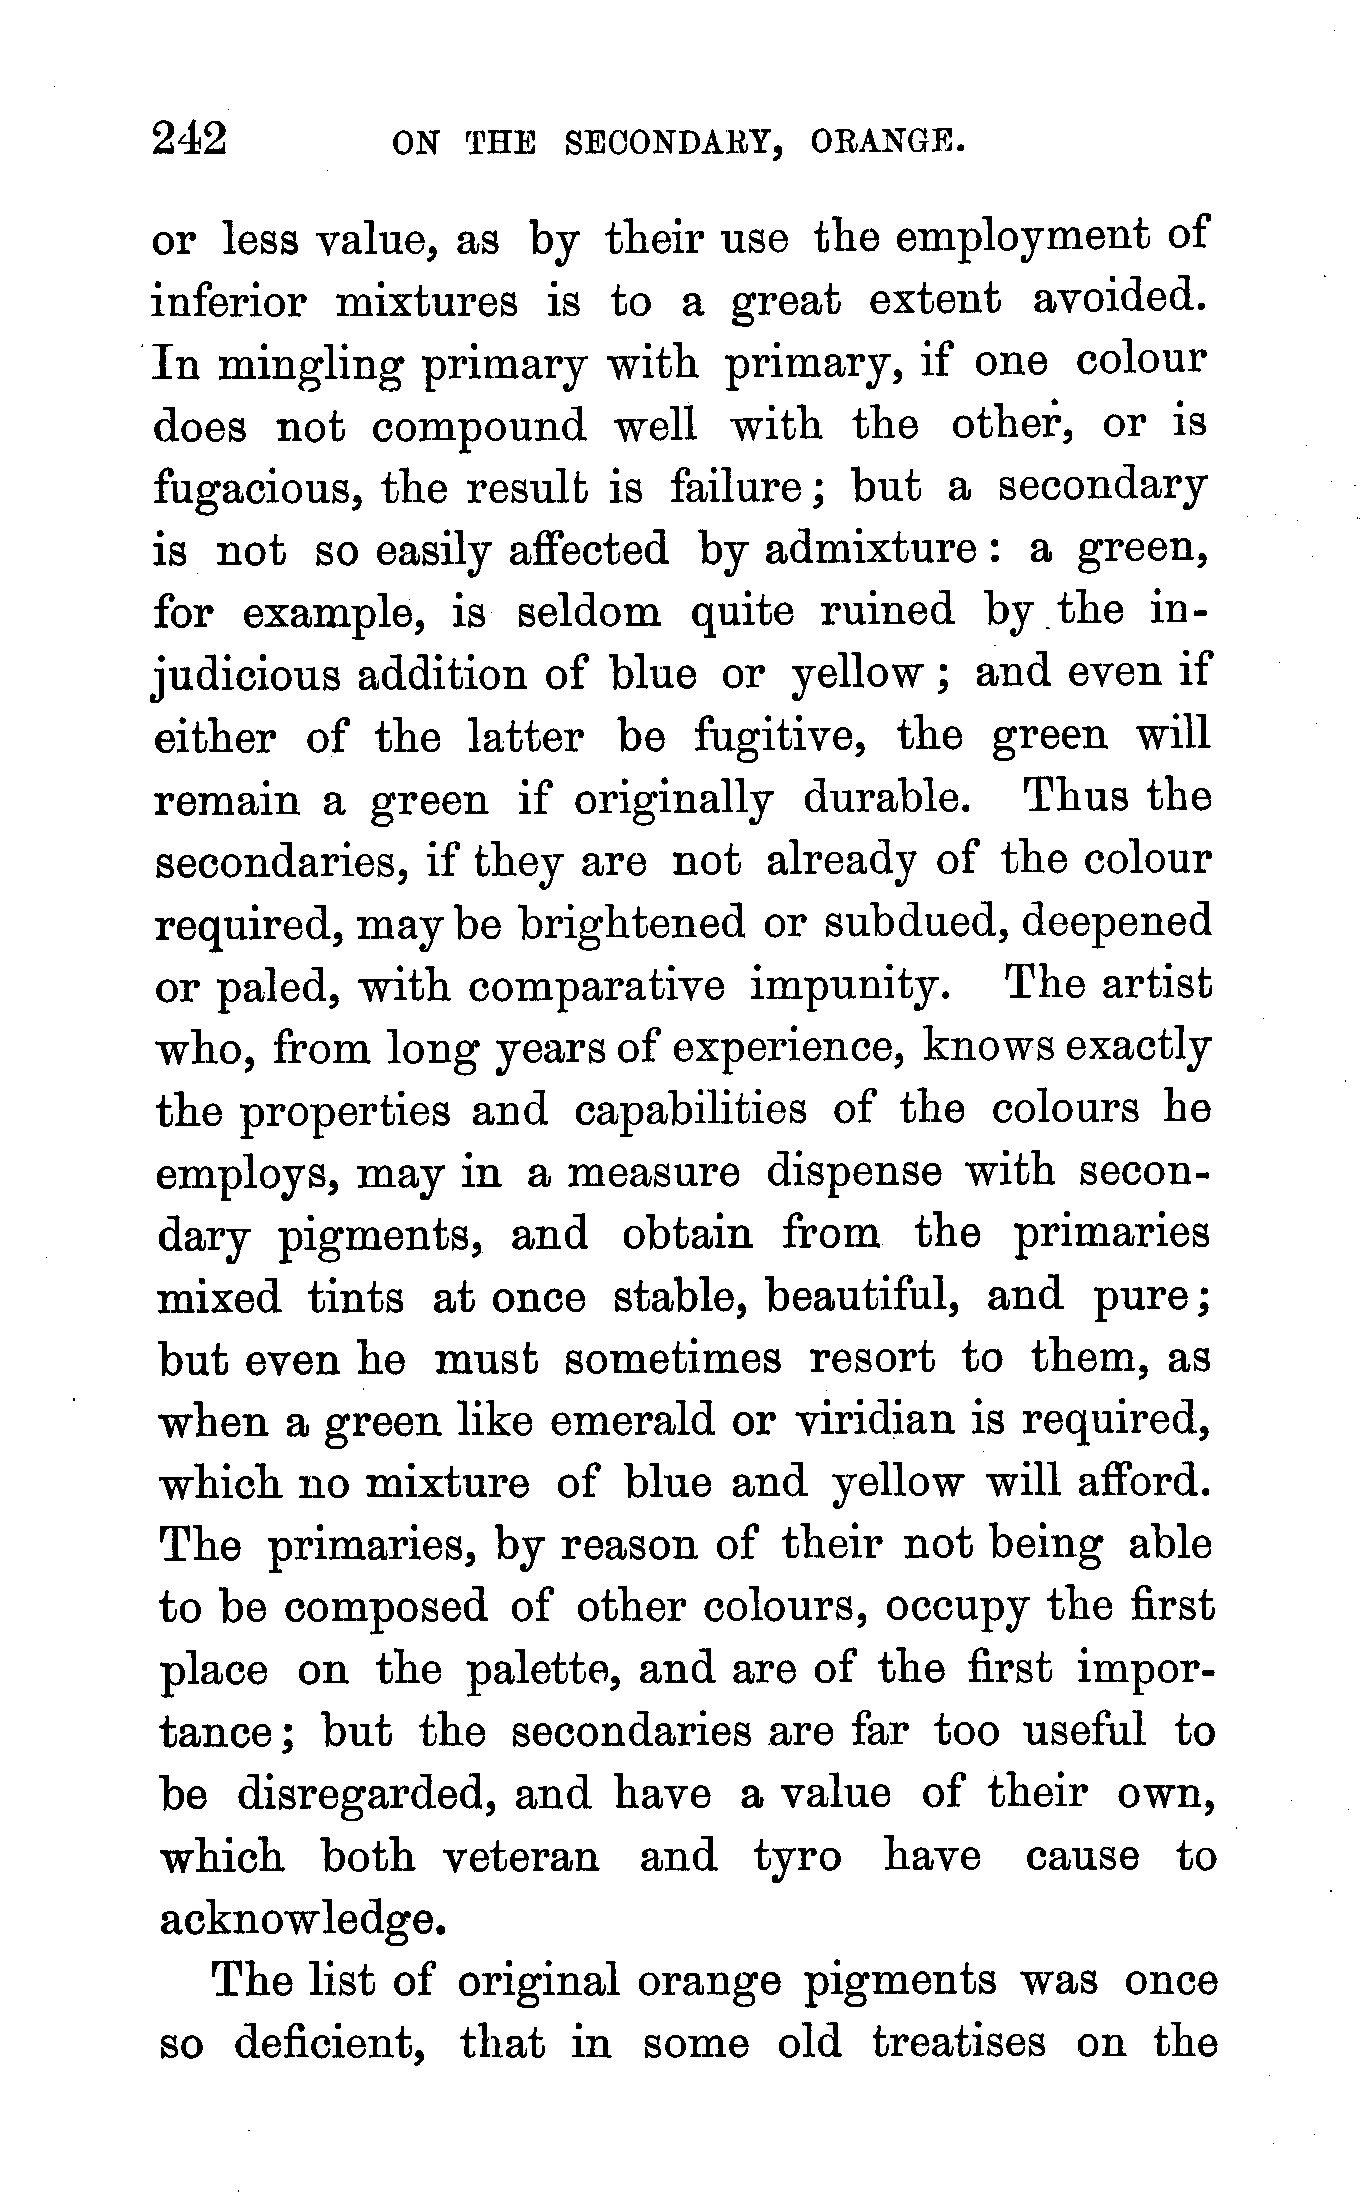 242 ON THE SECONDARY, ORANGE.
or less value, as by their use the employment of
inferior mixtures is to a great extent avoided.
In mingling primary with primary, if one colour
does not compound well with the other, or is
fugacious, the result is failure; but a secondary
is not so easily affected by admixture: a green,
for example, is seldom quite ruined by the in-
judicious addition of blue or yellow; and even if
either of the latter be fugitive, the green will
remain a green if originally durable. Thus the
secondaries, if they are not already of the colour
required, may be brightened or subdued, deepened
or paled, with comparative impunity. The artist
who, from long years of experience, knows exactly
the properties and capabilities of the colours he
employs, may in a measure dispense with secon-
dary pigments, and obtain from the primaries
mixed tints at once stable, beautiful, and pure;
but even he must sometimes resort to them, as
when a green like emerald or viridian is required,
which no mixture of blue and yellow will afford.
The primaries, by reason of their not being able
to be composed of other colours, occupy the first
place on the palette, and are of the first impor-
tance; but the secondaries are far too useful to
be disregarded, and have a value of their own,
which both veteran and tyro have cause to
acknowledge.
The list of original orange pigments was once
so deficient, that in some old treatises on the